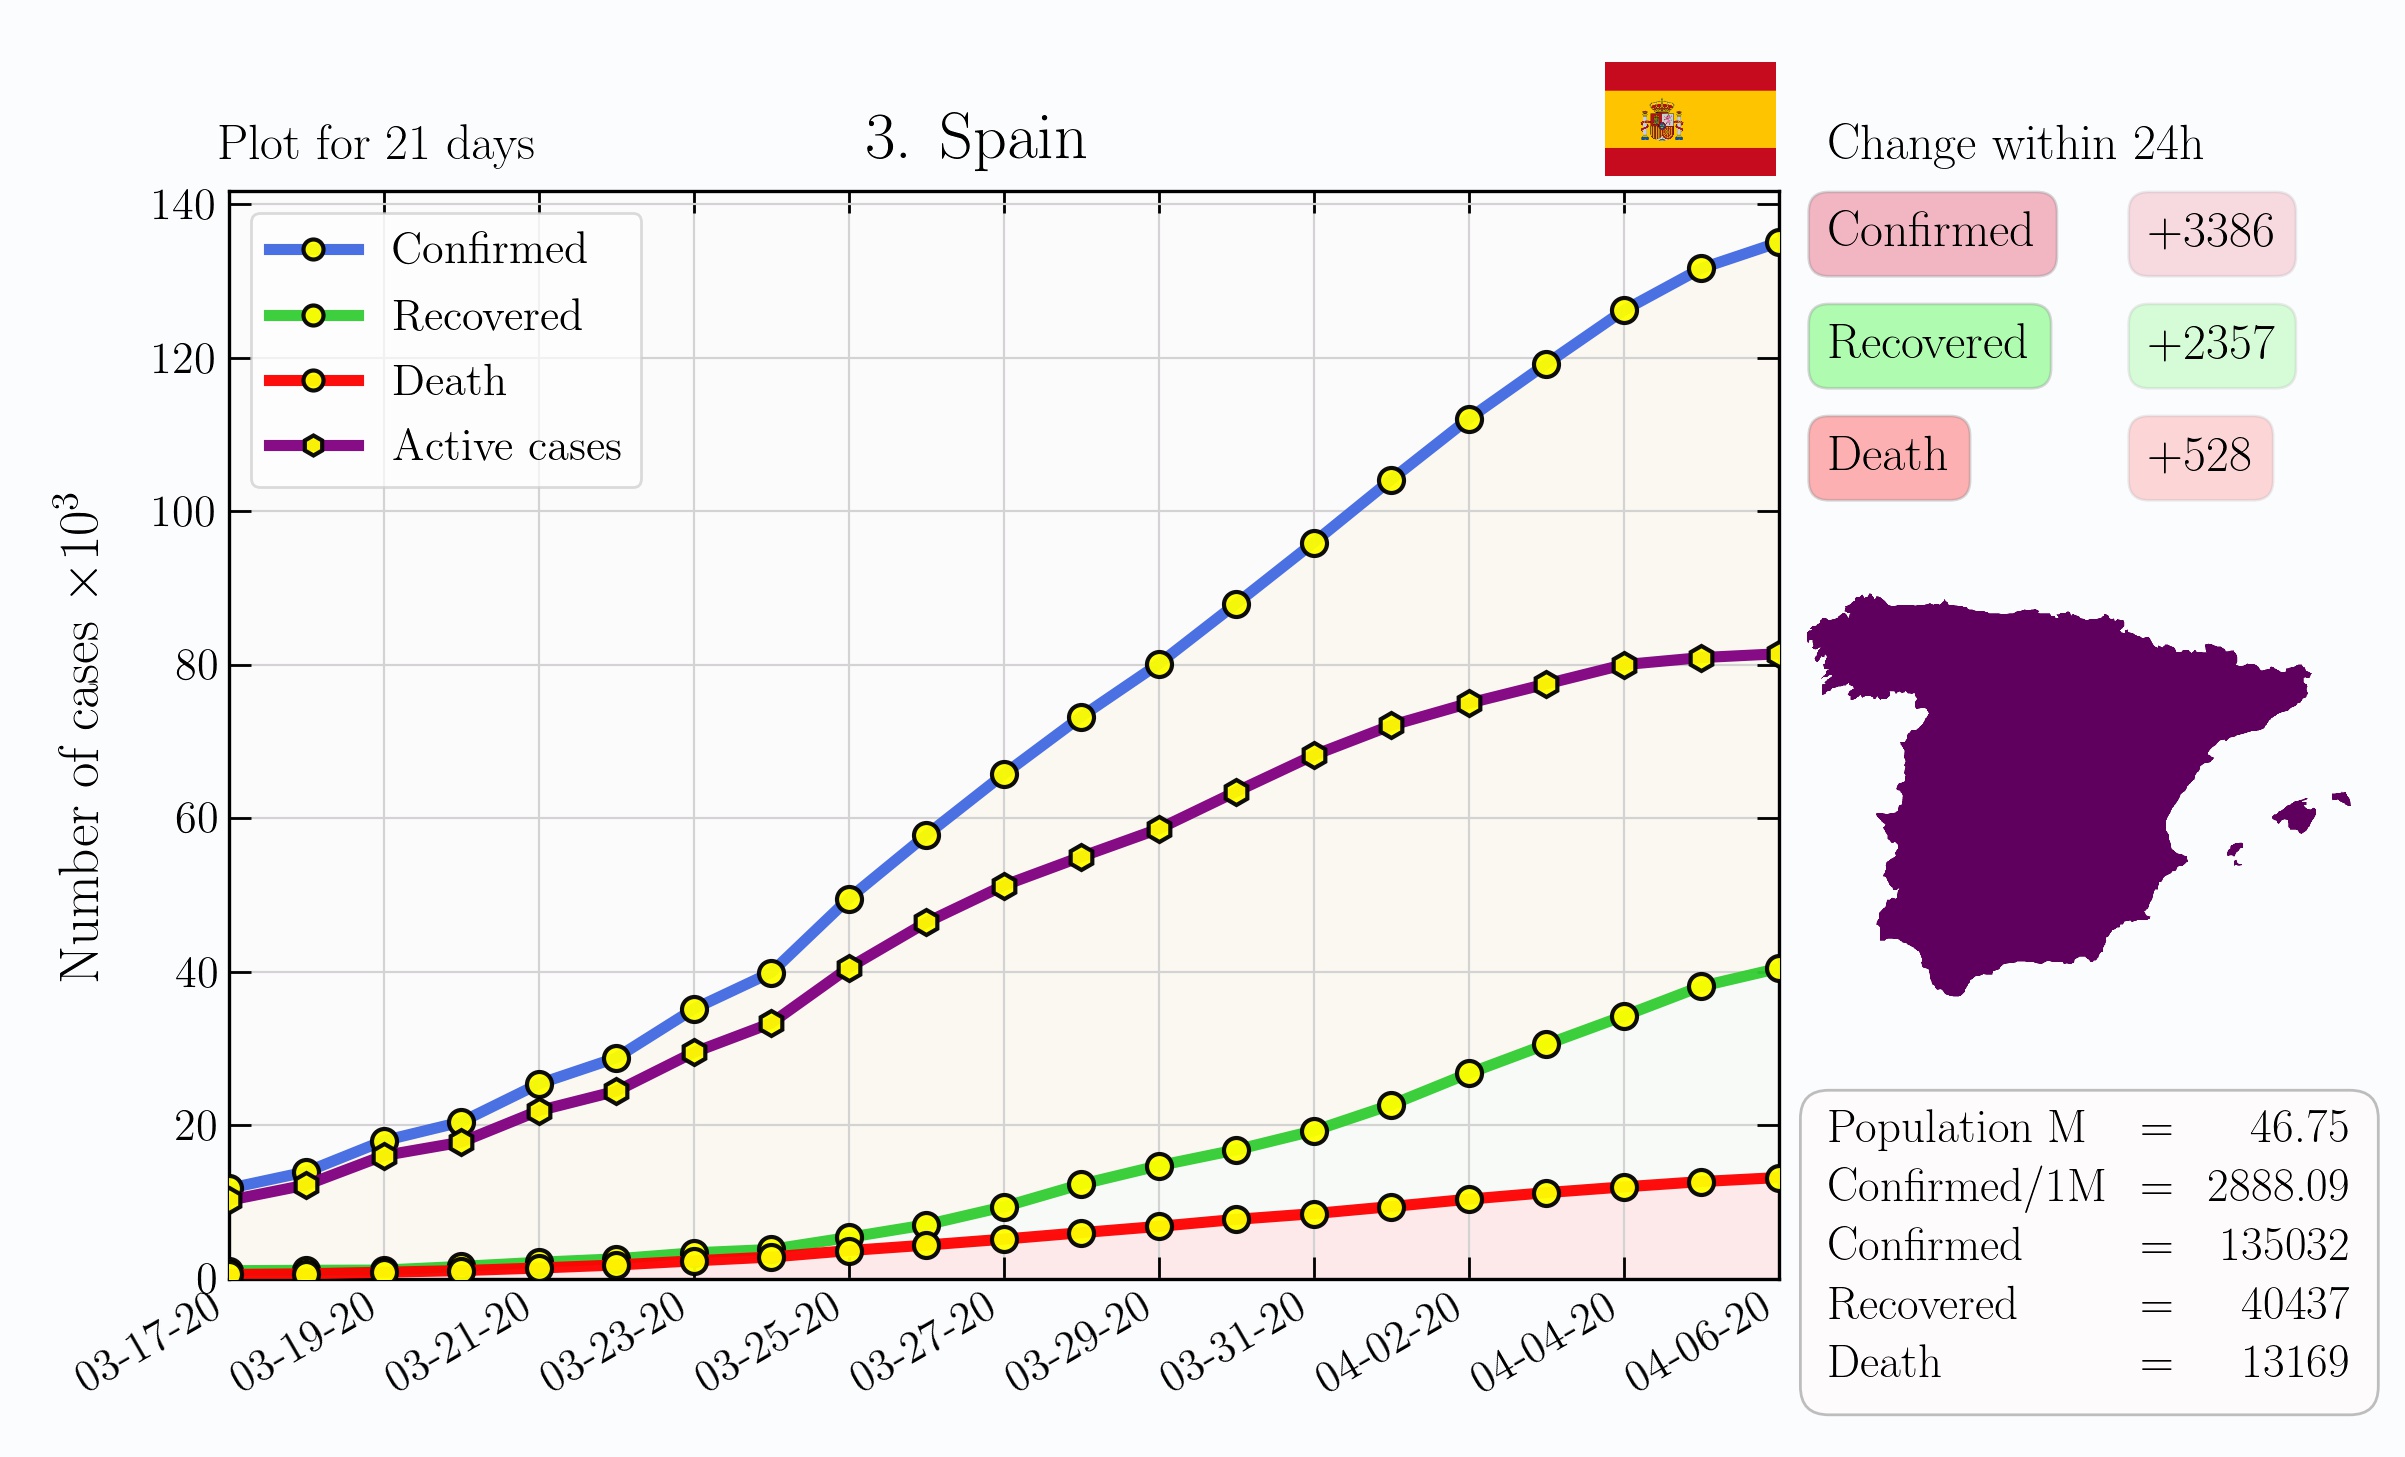 Plot for 21 days
3. Spain
Change within 24h
Number of cases ×10³
140
120
100
80
60
40
20
0
Confirmed
Recovered
Death
Active cases
03-17-20
03-19-20
03-21-20
03-23-20
03-25-20
03-27-20
03-29-20
03-31-20
04-02-20
04-04-20
04-06-20
Confirmed +3386
Recovered +2357
Death +528
Population M = 46.75
Confirmed/1M = 2888.09
Confirmed = 135032
Recovered = 40437
Death = 13169